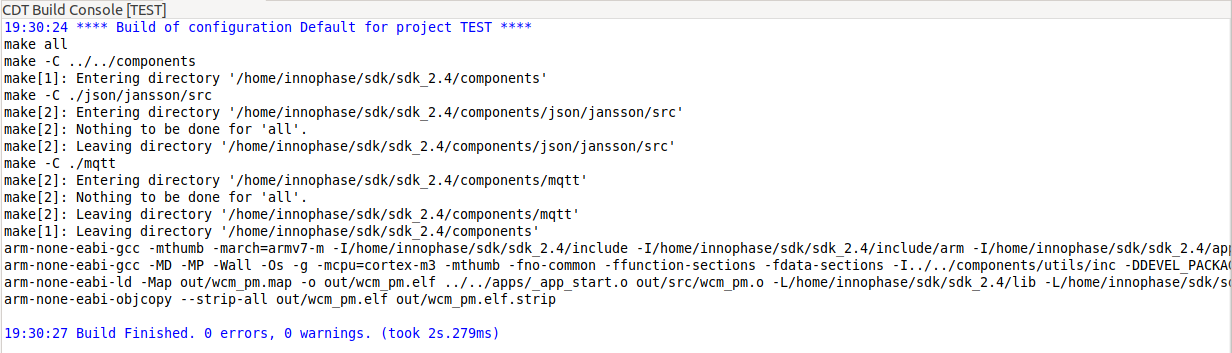 CDT Build Console [TEST]
19:30:24 **** Build of configuration Default for project TEST ****
make all
make -C ../../components
make[1]: Entering directory '/home/innophase/sdk/sdk_2.4/components'
make -C ./json/jansson/src
make[2]: Entering directory '/home/innophase/sdk/sdk_2.4/components/json/jansson/src'
make[2]: Nothing to be done for 'all'.
make[2]: Leaving directory '/home/innophase/sdk/sdk_2.4/components/json/jansson/src'
make -C ./mqtt
make[2]: Entering directory '/home/innophase/sdk/sdk_2.4/components/mqtt'
make[2]: Nothing to be done for 'all'.
make[2]: Leaving directory '/home/innophase/sdk/sdk_2.4/components/mqtt'
make[1]: Leaving directory '/home/innophase/sdk/sdk_2.4/components'
arm-none-eabi-gcc -mthumb -march=armv7-m -I/home/innophase/sdk/sdk_2.4/include -I/home/innophase/sdk/sdk_2.4/include/arm -I/home/innophase/sdk/sdk_2.4/app
arm-none-eabi-gcc -MD -MP -Wall -Os -g -mcpu=cortex-m3 -mthumb -fno-common -ffunction-sections -fdata-sections -I../../components/utils/inc -DDEVEL_PACKA
arm-none-eabi-ld -Map out/wcm_pm.map -o out/wcm_pm.elf ../../apps/_app_start.o out/src/wcm_pm.o -L/home/innophase/sdk/sdk_2.4/lib -L/home/innophase/sdk/sd
arm-none-eabi-objcopy --strip-all out/wcm_pm.elf out/wcm_pm.elf.strip
19:30:27 Build Finished. 0 errors, 0 warnings. (took 2s.279ms)